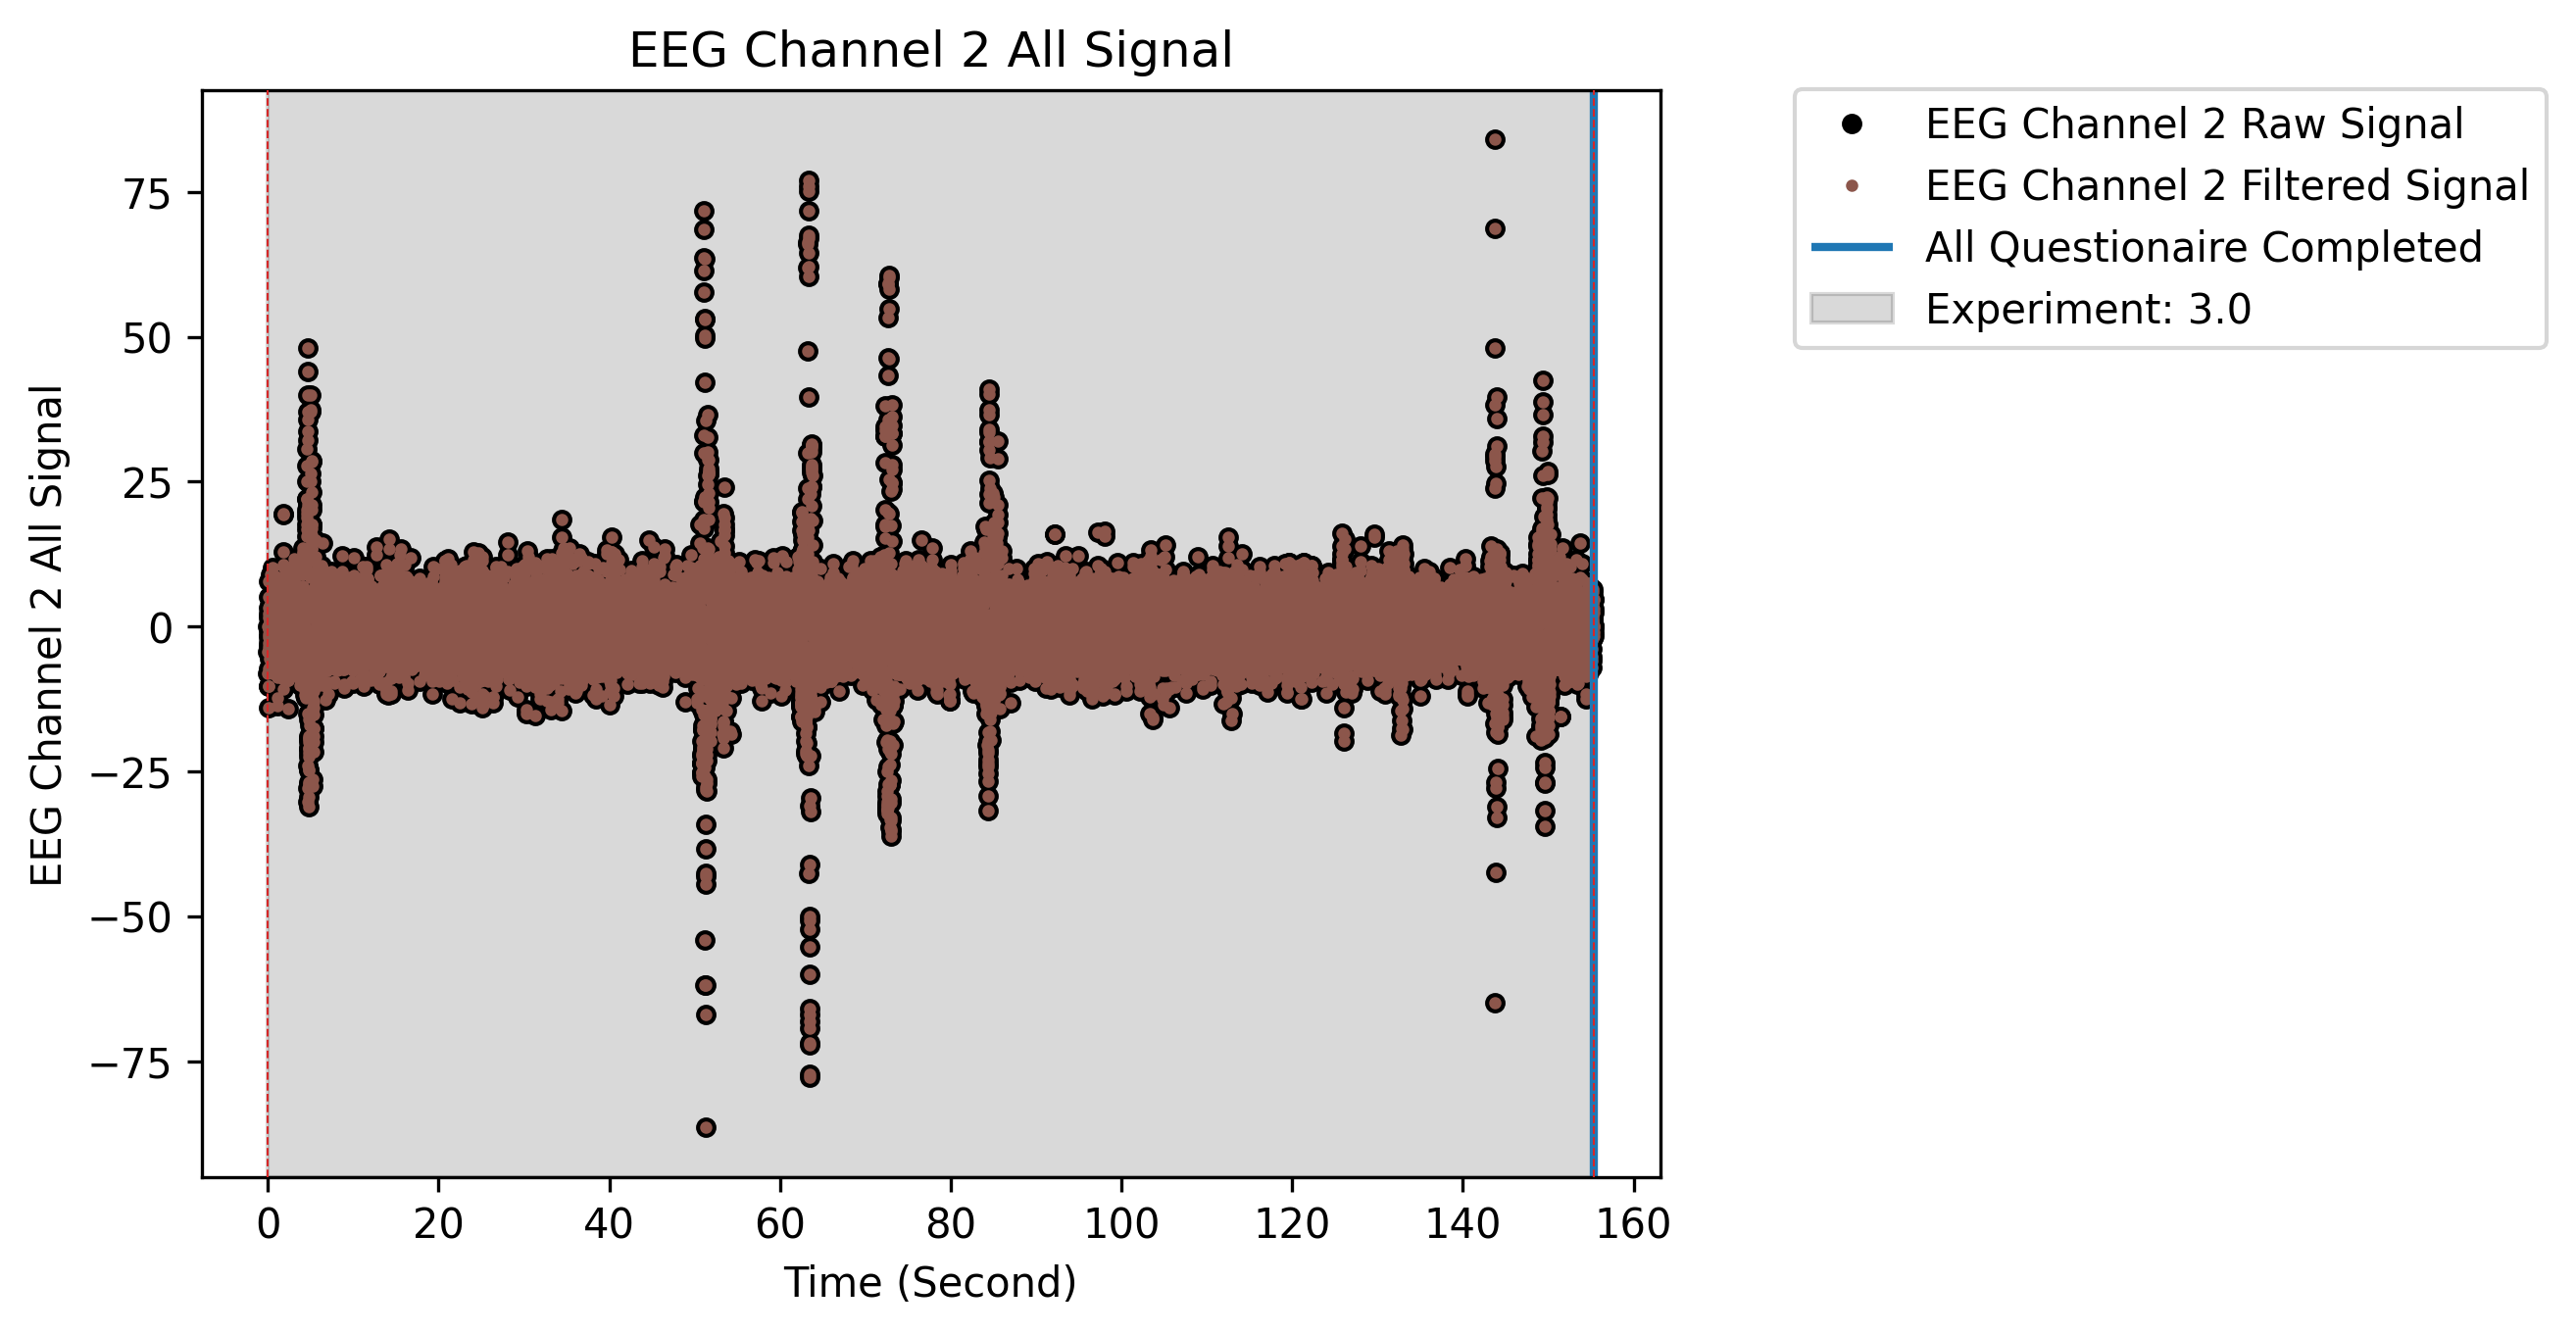 EEG Channel 2 All Signal
EEG Channel 2 All Signal
75
50
25
0
−25
−50
−75
0 20 40 60 80 100 120 140 160
Time (Second)
EEG Channel 2 Raw Signal
EEG Channel 2 Filtered Signal
All Questionaire Completed
Experiment: 3.0